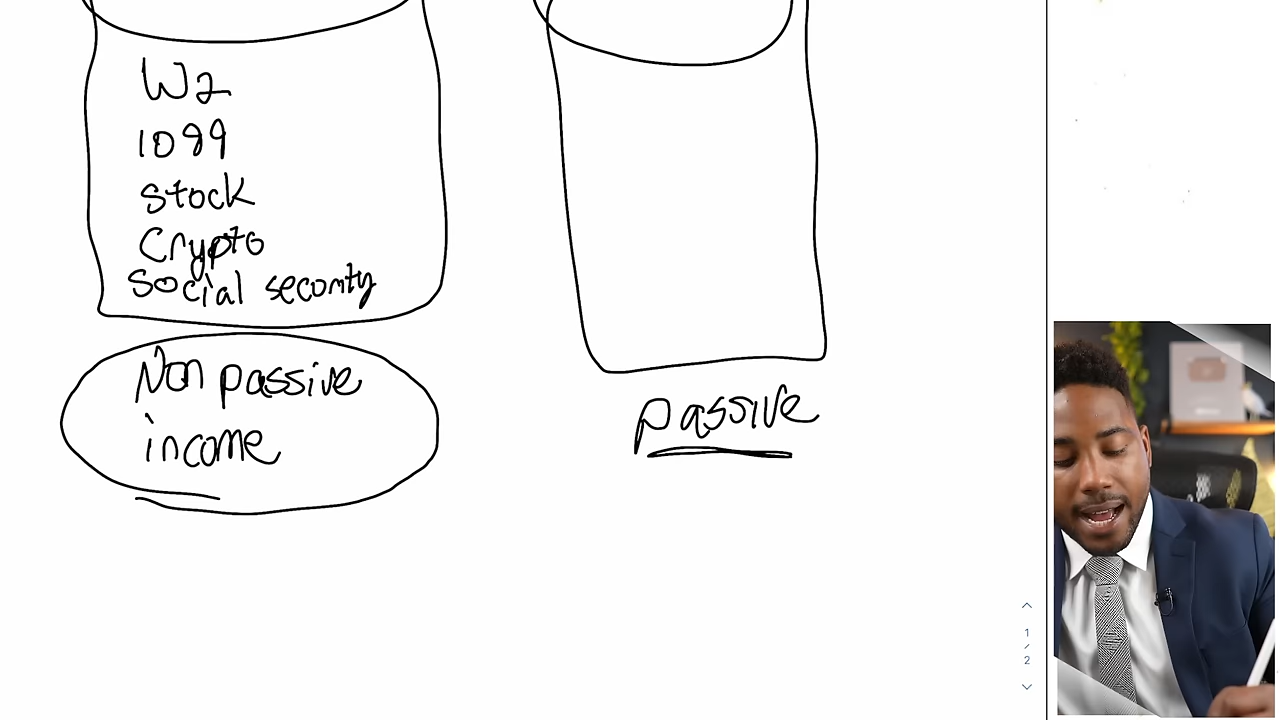 W2
1099
stock
Crypto
Social security
Non passive
income
passive
1
/
2